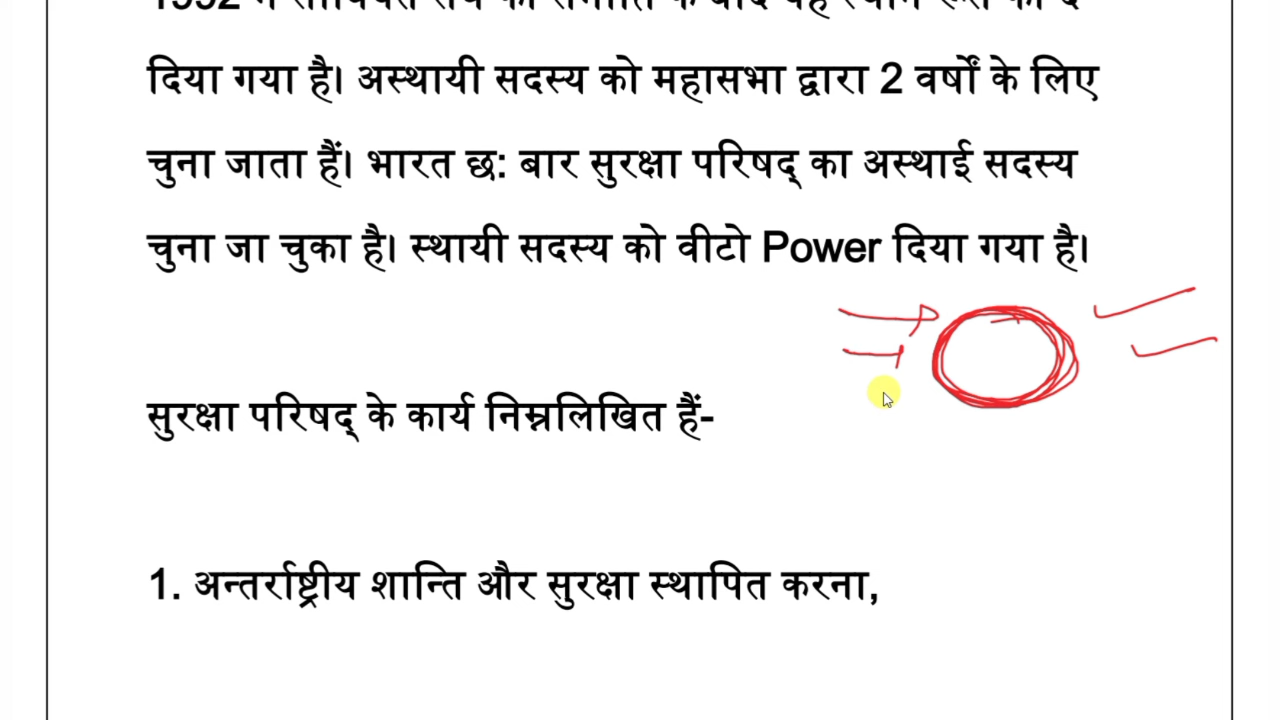 दिया गया है। अस्थायी सदस्य को महासभा द्वारा 2 वर्षों के लिए
चुना जाता हैं। भारत छ: बार सुरक्षा परिषद् का अस्थाई सदस्य
चुना जा चुका है। स्थायी सदस्य को वीटो Power दिया गया है।
सुरक्षा परिषद् के कार्य निम्नलिखित हैं-
1. अन्तर्राष्ट्रीय शान्ति और सुरक्षा स्थापित करना,